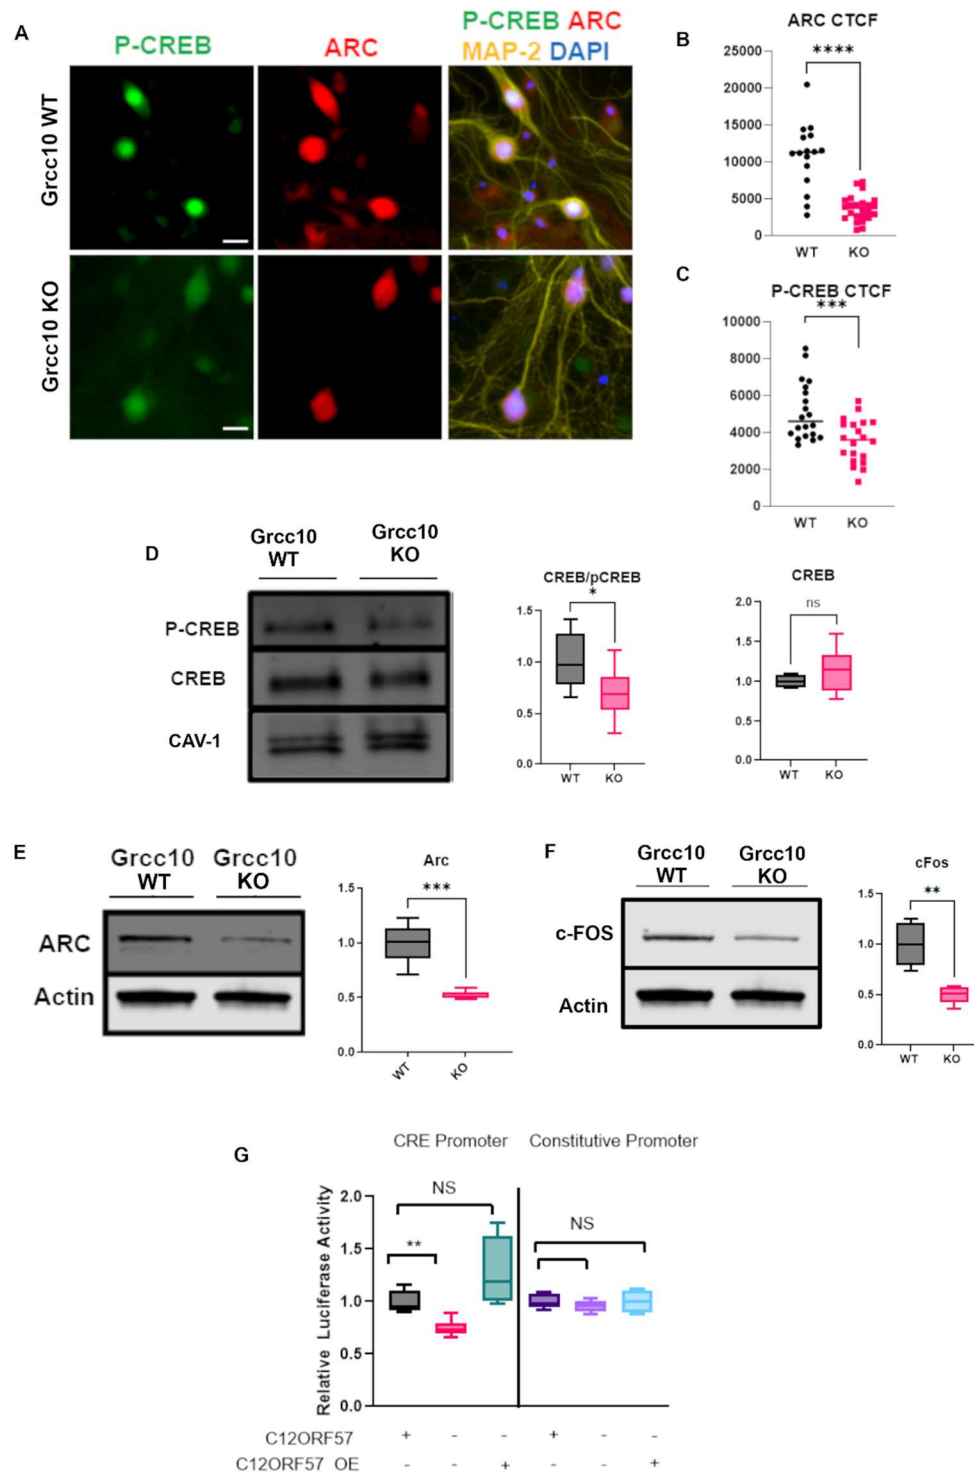 A
P-CREB
ARC
P-CREB ARC
MAP-2 DAPI
Grcc10 WT
Grcc10 KO
B
ARC CTCF
****
25000
20000
15000
10000
5000
0
WT
KO
C
P-CREB CTCF
***
10000
8000
6000
4000
2000
0
WT
KO
D
Grcc10
WT
Grcc10
KO
P-CREB
CREB
CAV-1
CREB/pCREB
*
1.5
1.0
0.5
0.0
WT
KO
CREB
ns
2.0
1.5
1.0
0.5
0.0
WT
KO
E
Grcc10
WT
Grcc10
KO
ARC
Actin
Arc
***
1.5
1.0
0.5
0.0
WT
KO
F
Grcc10
WT
Grcc10
KO
c-FOS
Actin
cFos
**
1.5
1.0
0.5
0.0
WT
KO
G
CRE Promoter
Constitutive Promoter
Relative Luciferase Activity
2.0
1.5
1.0
0.5
0.0
NS
**
NS
C12ORF57 + - - + - -
C12ORF57 OE - - + - - +